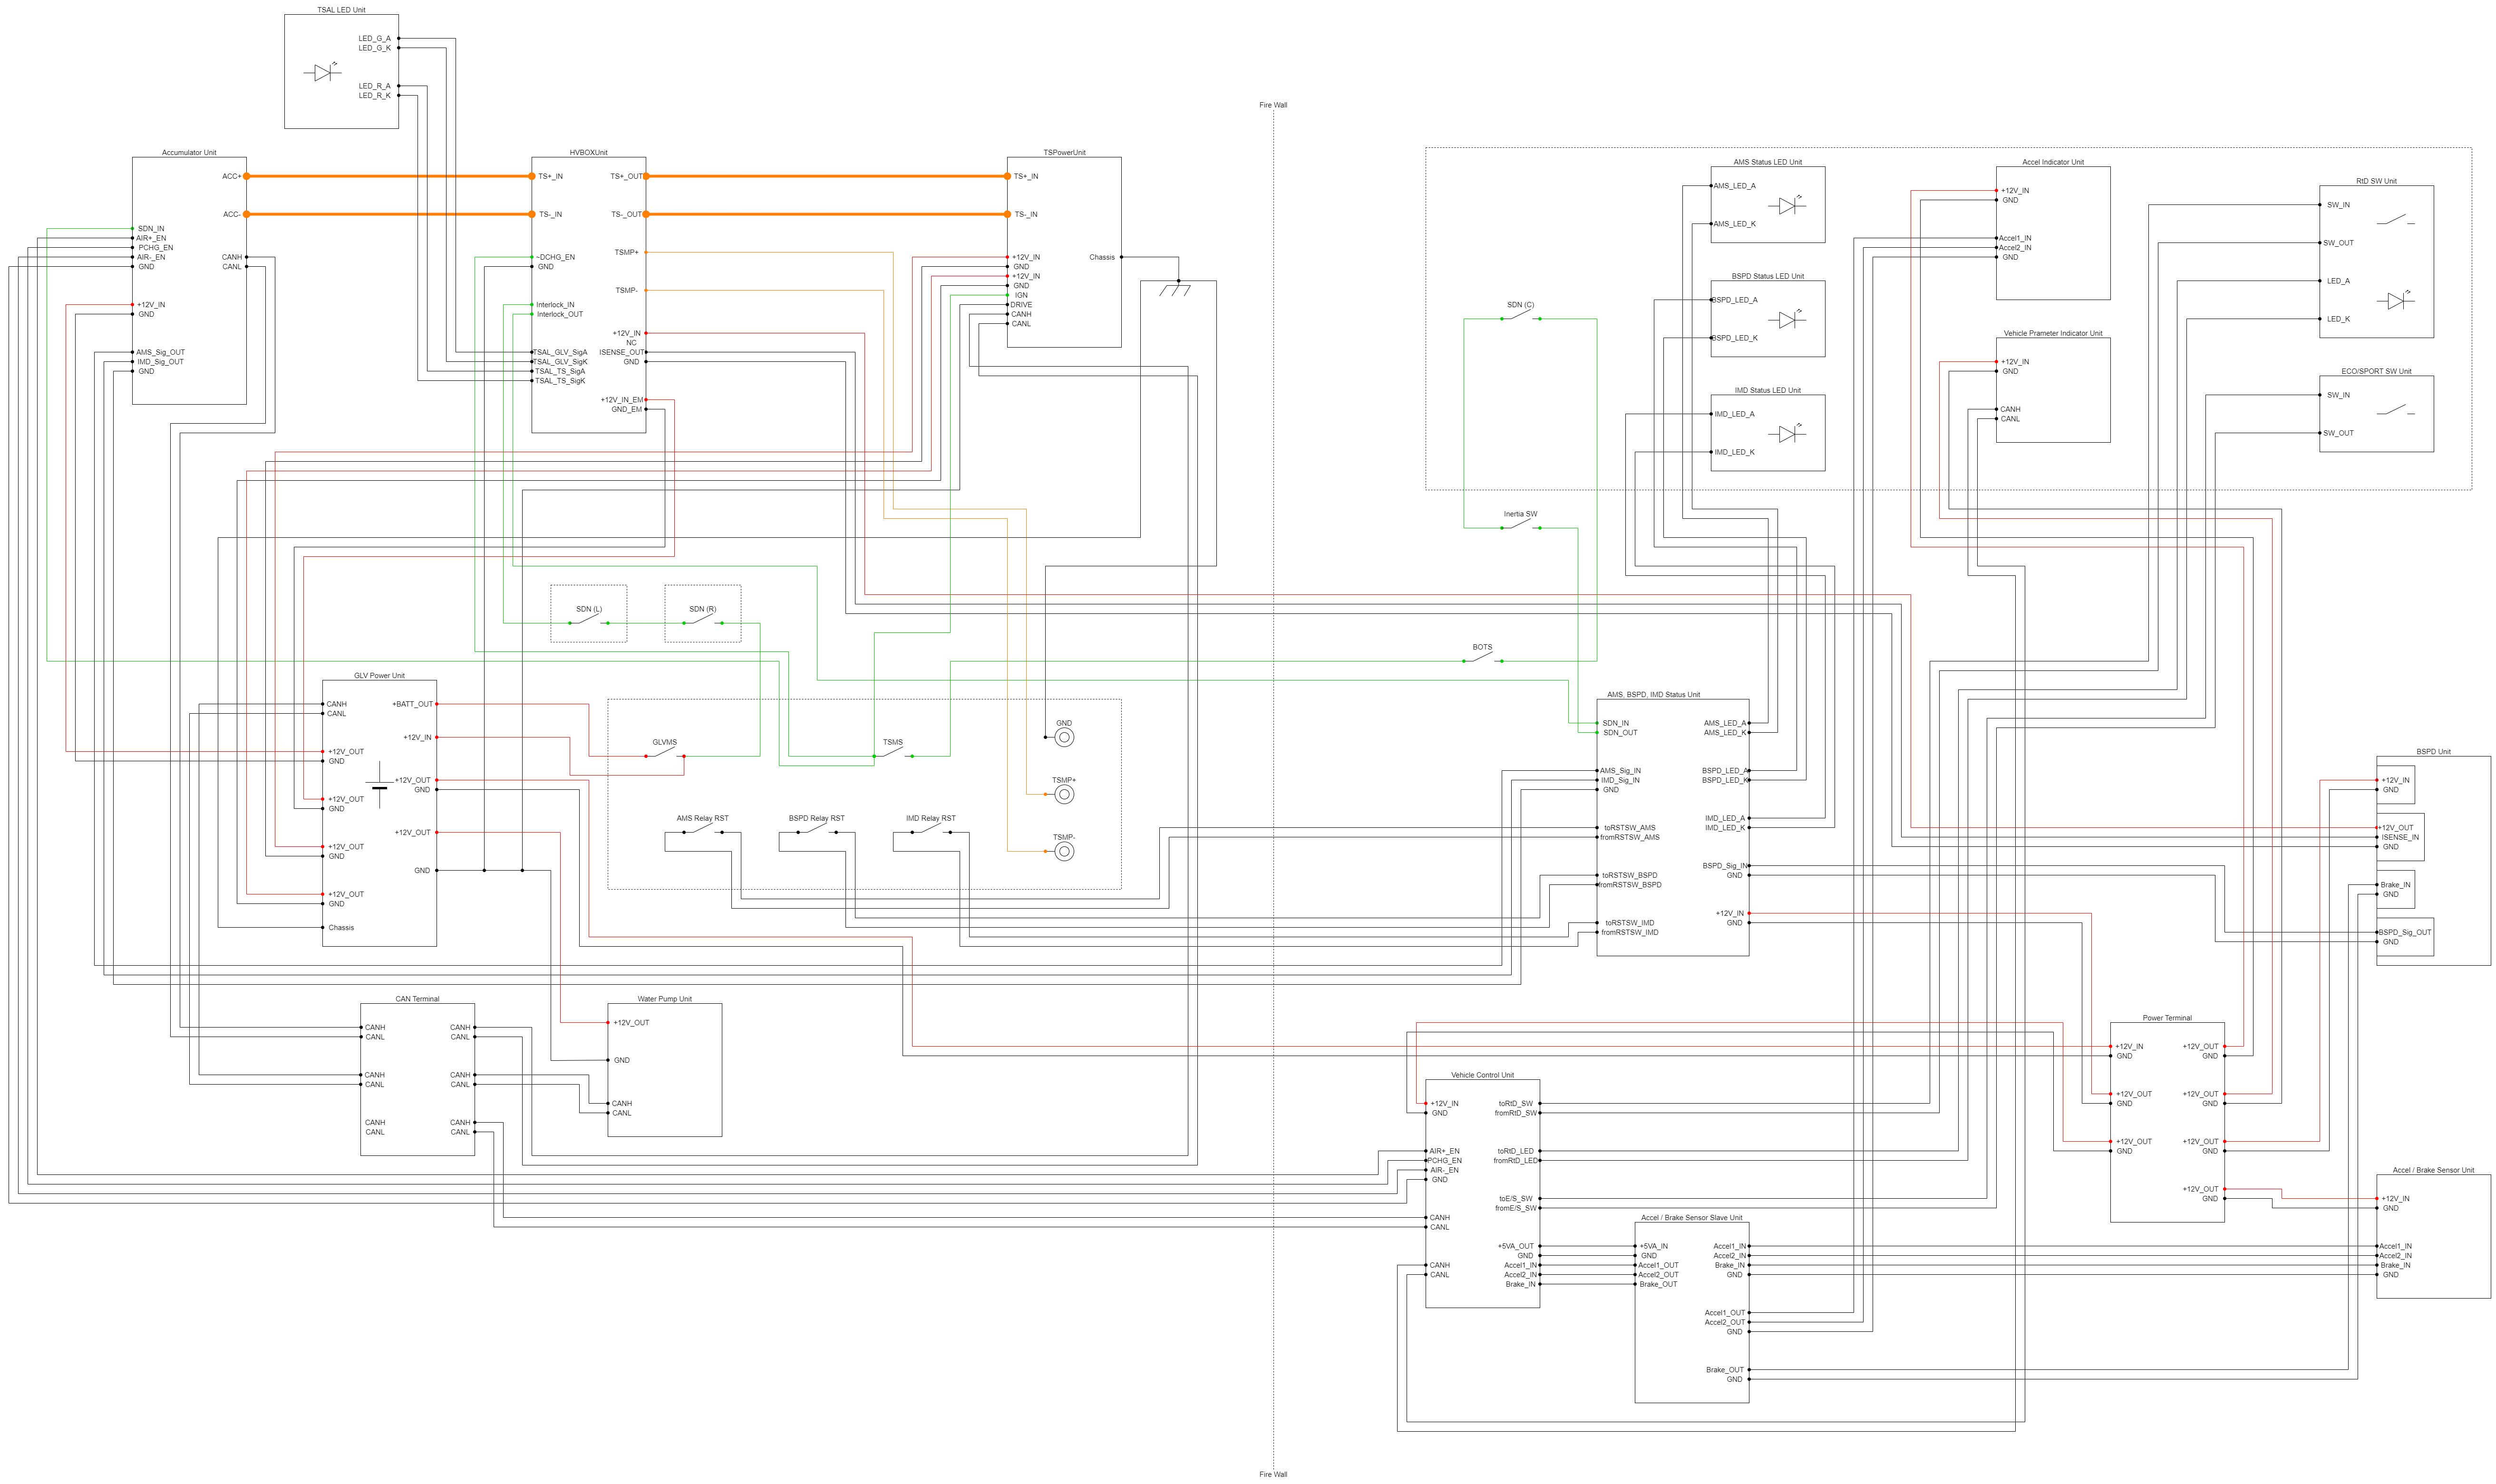 TSAL LED Unit
LED_G_A
LED_G_K
LED_R_A
LED_R_K
Fire Wall
Accumulator Unit
ACC+
ACC-
SDN_IN
AIR+_EN
PCHG_EN
AIR-_EN
GND
CANH
CANL
+12V_IN
GND
AMS_Sig_OUT
IMD_Sig_OUT
GND
HVBOXUnit
TS+_IN
TS-_IN
~DCHG_EN
GND
Interlock_IN
Interlock_OUT
TSAL_GLV_SigA
TSAL_GLV_SigK
TSAL_TS_SigA
TSAL_TS_SigK
TS+_OUT
TS-_OUT
TSMP+
TSMP-
+12V_IN
NC
ISENSE_OUT
GND
+12V_IN_EM
GND_EM
TSPowerUnit
TS+_IN
TS-_IN
+12V_IN
GND
+12V_IN
GND
IGN
DRIVE
CANH
CANL
Chassis
SDN (L)
SDN (R)
GLV Power Unit
CANH
CANL
+12V_OUT
GND
+12V_OUT
GND
+12V_OUT
GND
+12V_OUT
GND
Chassis
+BATT_OUT
+12V_IN
+12V_OUT
GND
+12V_OUT
GND
GLVMS
TSMS
GND
TSMP+
TSMP-
AMS Relay RST
BSPD Relay RST
IMD Relay RST
CAN Terminal
CANH
CANL
CANH
CANL
CANH
CANL
CANH
CANL
CANH
CANL
CANH
CANL
Water Pump Unit
+12V_OUT
GND
CANH
CANL
SDN (C)
Inertia SW
BOTS
AMS Status LED Unit
AMS_LED_A
AMS_LED_K
BSPD Status LED Unit
BSPD_LED_A
BSPD_LED_K
IMD Status LED Unit
IMD_LED_A
IMD_LED_K
Accel Indicator Unit
+12V_IN
GND
Accel1_IN
Accel2_IN
GND
Vehicle Prameter Indicator Unit
+12V_IN
GND
CANH
CANL
RtD SW Unit
SW_IN
SW_OUT
LED_A
LED_K
ECO/SPORT SW Unit
SW_IN
SW_OUT
AMS, BSPD, IMD Status Unit
SDN_IN
SDN_OUT
AMS_Sig_IN
IMD_Sig_IN
GND
toRSTSW_AMS
fromRSTSW_AMS
toRSTSW_BSPD
fromRSTSW_BSPD
toRSTSW_IMD
fromRSTSW_IMD
AMS_LED_A
AMS_LED_K
BSPD_LED_A
BSPD_LED_K
IMD_LED_A
IMD_LED_K
BSPD_Sig_IN
GND
+12V_IN
GND
BSPD Unit
+12V_IN
GND
+12V_OUT
ISENSE_IN
GND
Brake_IN
GND
BSPD_Sig_OUT
GND
Power Terminal
+12V_IN
GND
+12V_OUT
GND
+12V_OUT
GND
+12V_OUT
GND
+12V_OUT
GND
+12V_OUT
GND
+12V_OUT
GND
Vehicle Control Unit
+12V_IN
GND
AIR+_EN
PCHG_EN
AIR-_EN
GND
CANH
CANL
CANH
CANL
toRtD_SW
fromRtD_SW
toRtD_LED
fromRtD_LED
toE/S_SW
fromE/S_SW
+5VA_OUT
GND
Accel1_IN
Accel2_IN
Brake_IN
Accel / Brake Sensor Slave Unit
+5VA_IN
GND
Accel1_OUT
Accel2_OUT
Brake_OUT
Accel1_IN
Accel2_IN
Brake_IN
GND
Accel1_OUT
Accel2_OUT
GND
Brake_OUT
GND
Accel / Brake Sensor Unit
+12V_IN
GND
Accel1_IN
Accel2_IN
Brake_IN
GND
Fire Wall